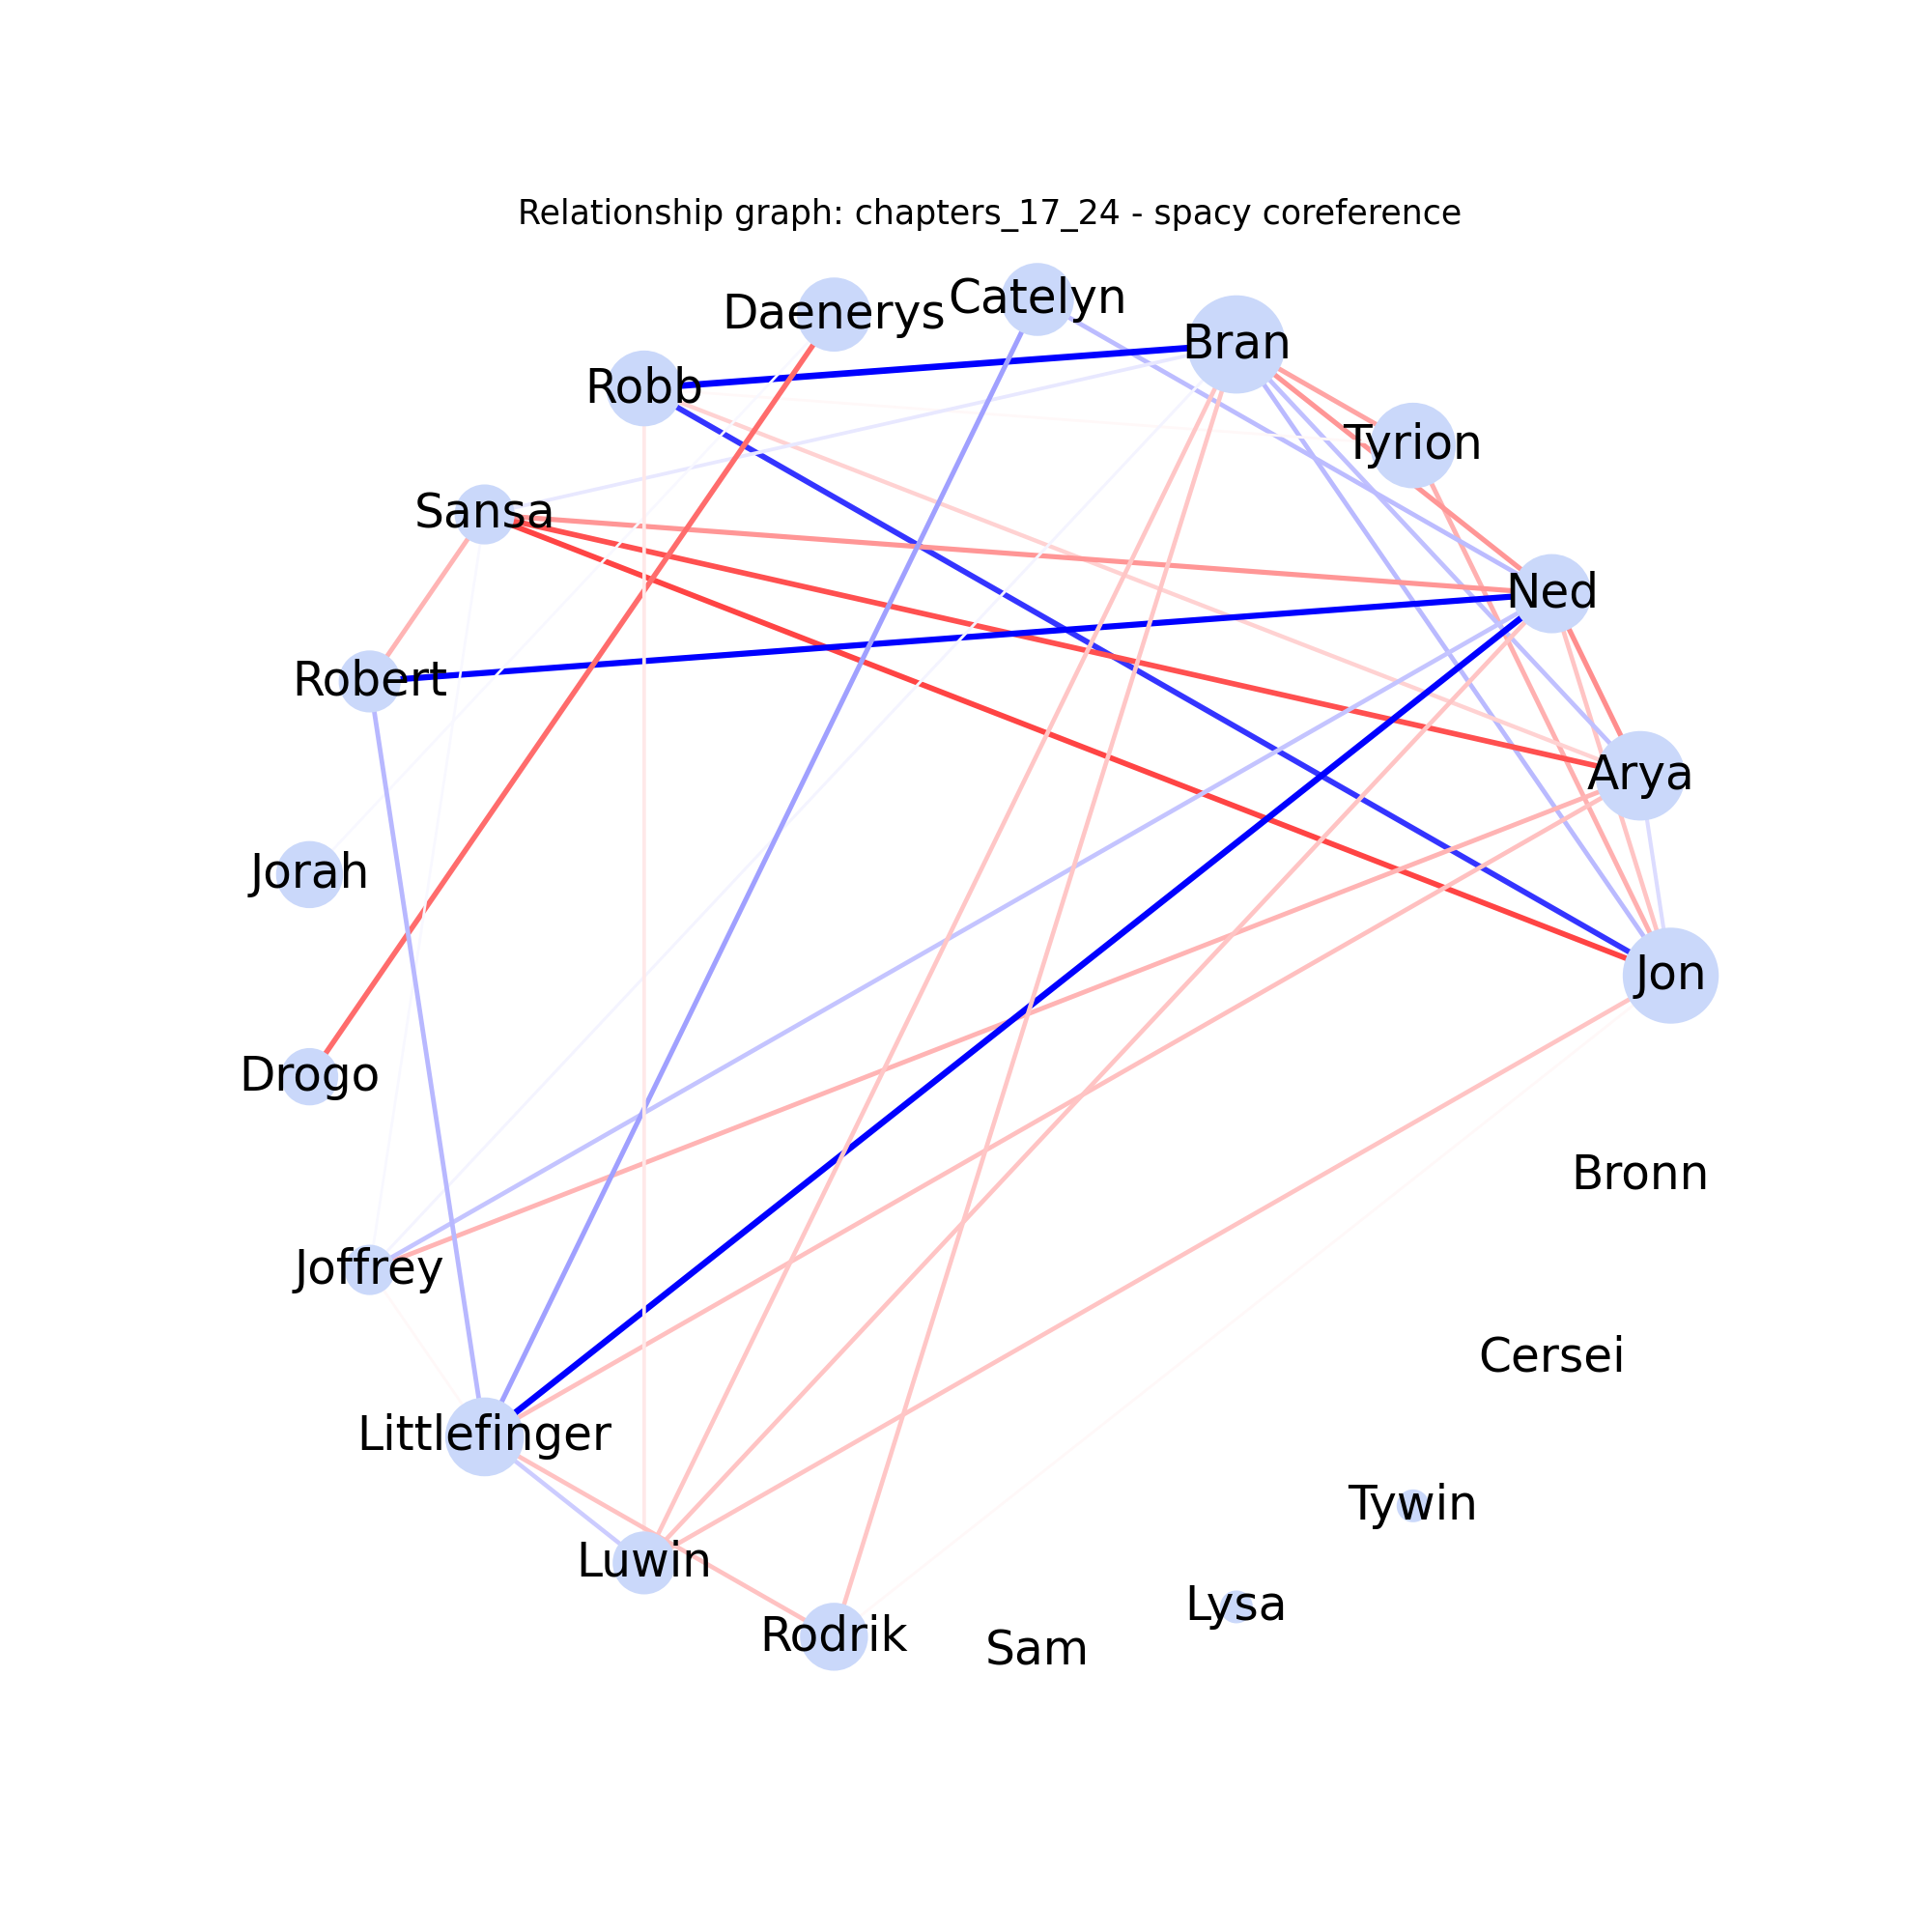 Relationship graph: chapters_17_24 - spacy coreference
Catelyn
Daenerys
Bran
Robb
Tyrion
Sansa
Ned
Robert
Arya
Jorah
Jon
Drogo
Bronn
Joffrey
Cersei
Littlefinger
Tywin
Luwin
Lysa
Rodrik
Sam